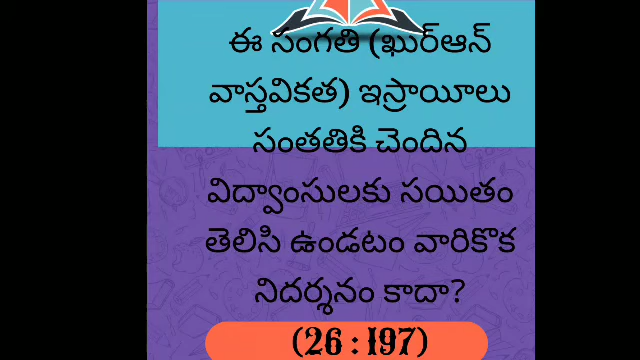 ఈ సంగతి (ఖుర్ఆన్
వాస్తవికత) ఇస్రాయీలు
సంతతికి చెందిన
విద్వాంసులకు సయితం
తెలిసి ఉండటం వారికొక
నిదర్శనం కాదా?
(26 : 197)